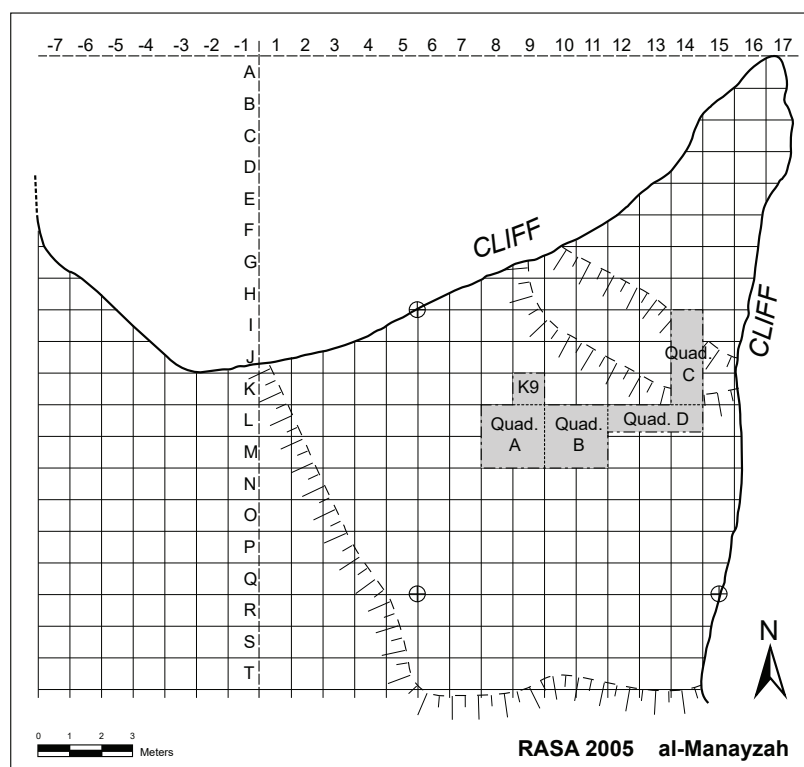 -7 -6 -5 -4 -3 -2 -1 1 2 3 4 5 6 7 8 9 10 11 12 13 14 15 16 17
A
B
C
D
E
F
G
H
I
J
K
L
M
N
O
P
Q
R
S
T
CLIFF
CLIFF
Quad.
C
K9
Quad.
A
Quad.
B
Quad. D
N
0 1 2 3
Meters
RASA 2005 al-Manayzah